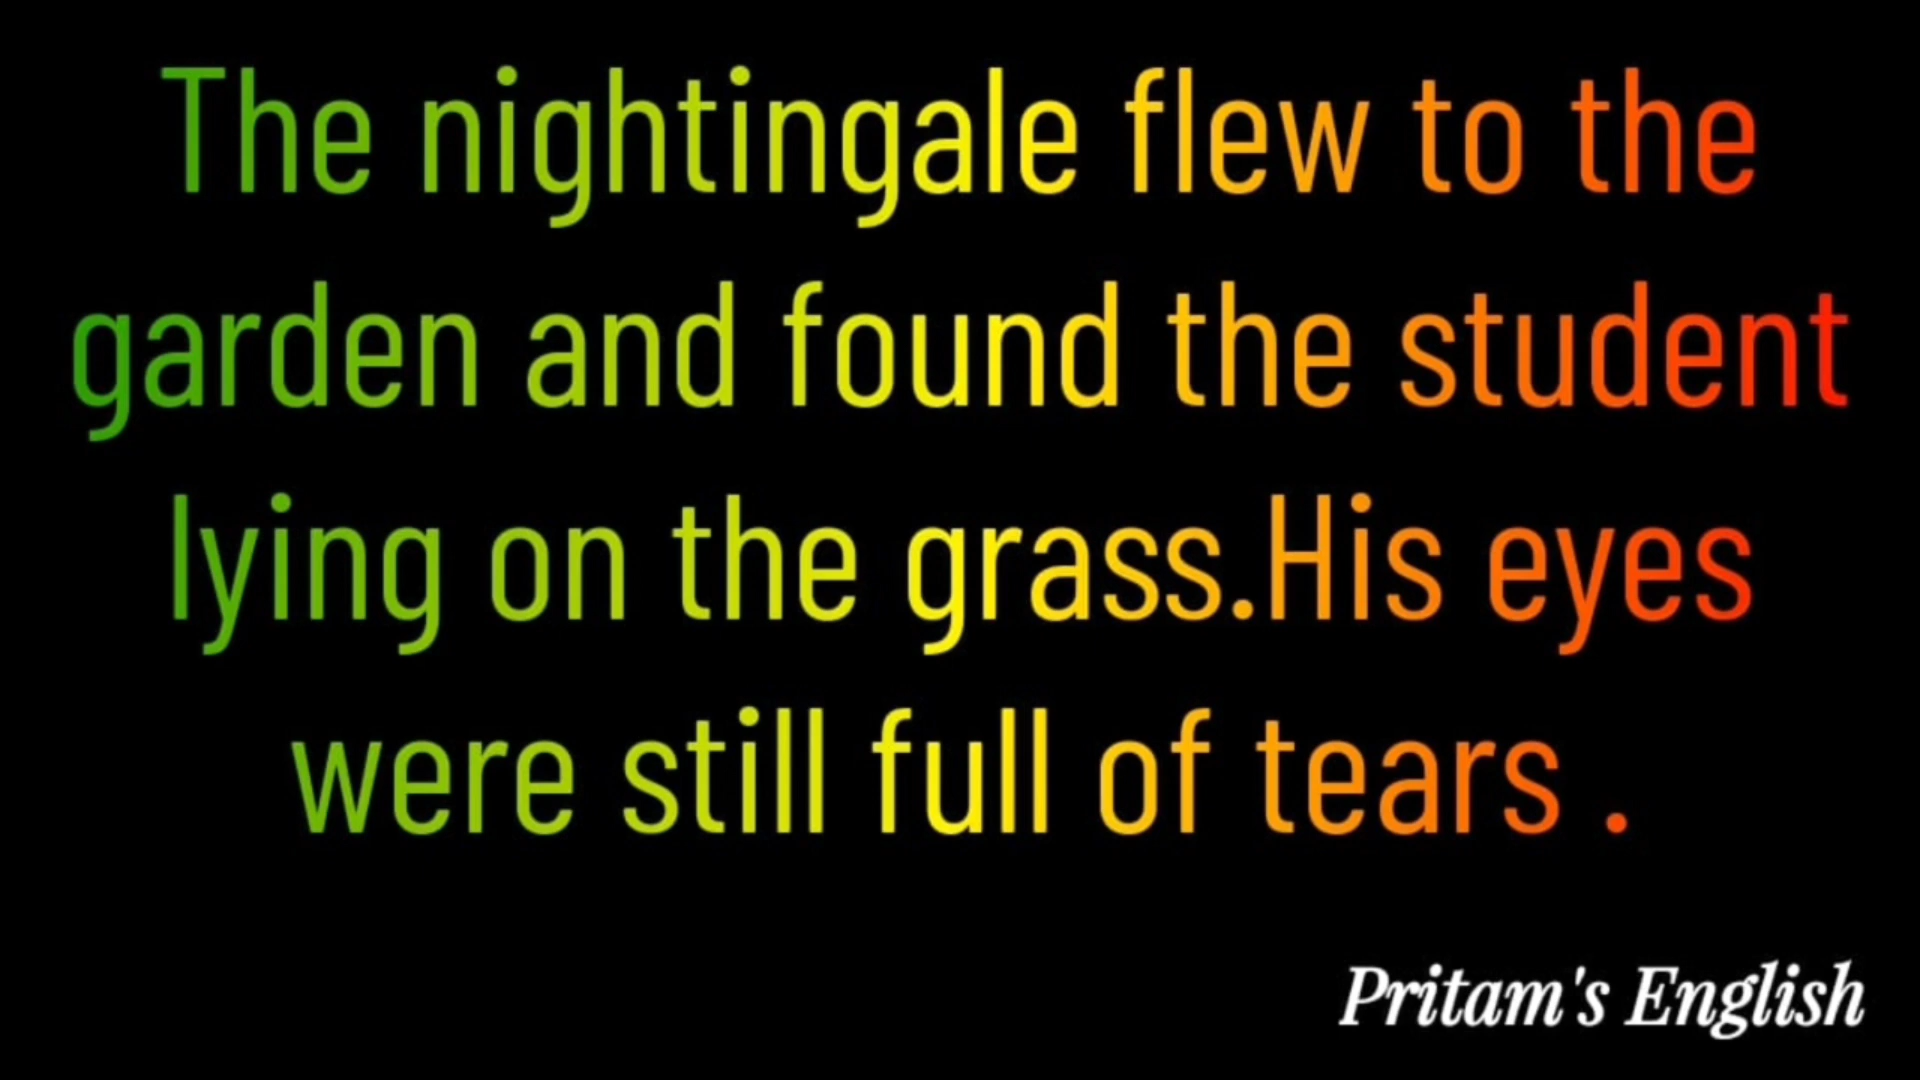 The nightingale flew to the
garden and found the student
lying on the grass.His eyes
were still full of tears .
Pritam's English